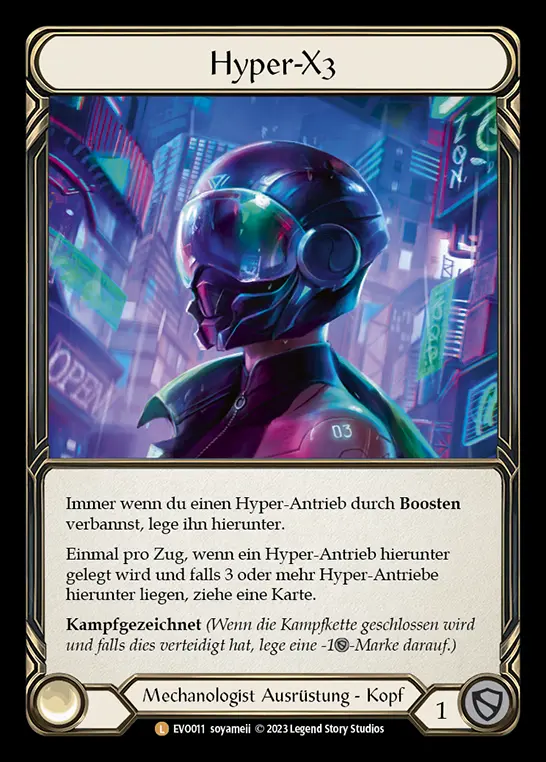 Hyper-X3
ION
OPEN
03
Immer wenn du einen Hyper-Antrieb durch Boosten
verbannst, lege ihn hierunter.
Einmal pro Zug, wenn ein Hyper-Antrieb hierunter
gelegt wird und falls 3 oder mehr Hyper-Antriebe
hierunter liegen, ziehe eine Karte.
Kampfgezeichnet (Wenn die Kampfkette geschlossen wird
und falls dies verteidigt hat, lege eine -1-Marke darauf.)
Mechanologist Ausrüstung - Kopf
1
L EVO011 soyameii © 2023 Legend Story Studios